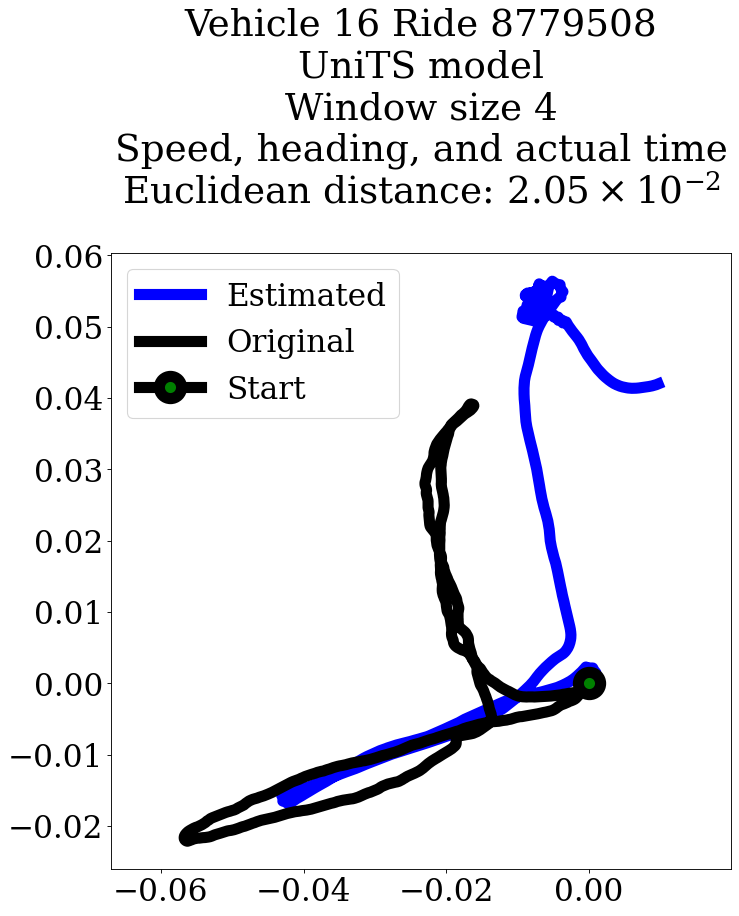 Vehicle 16 Ride 8779508
UniTS model
Window size 4
Speed, heading, and actual time
Euclidean distance: 2.05 × 10⁻²
0.06
Estimated
0.05
Original
Start
0.04
0.03
0.02
0.01
0.00
−0.01
−0.02
−0.06 −0.04 −0.02 0.00